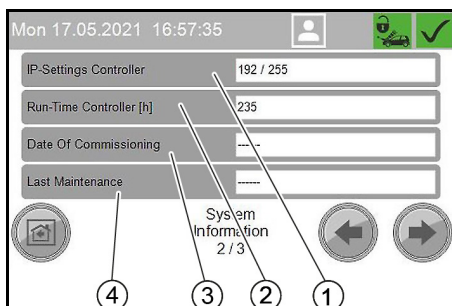 Mon 17.05.2021 16:57:35
IP-Settings Controller 192 / 255
Run-Time Controller [h] 235
Date Of Commissioning ------
Last Maintenance ------
System
Information
2 / 3
4 3 2 1